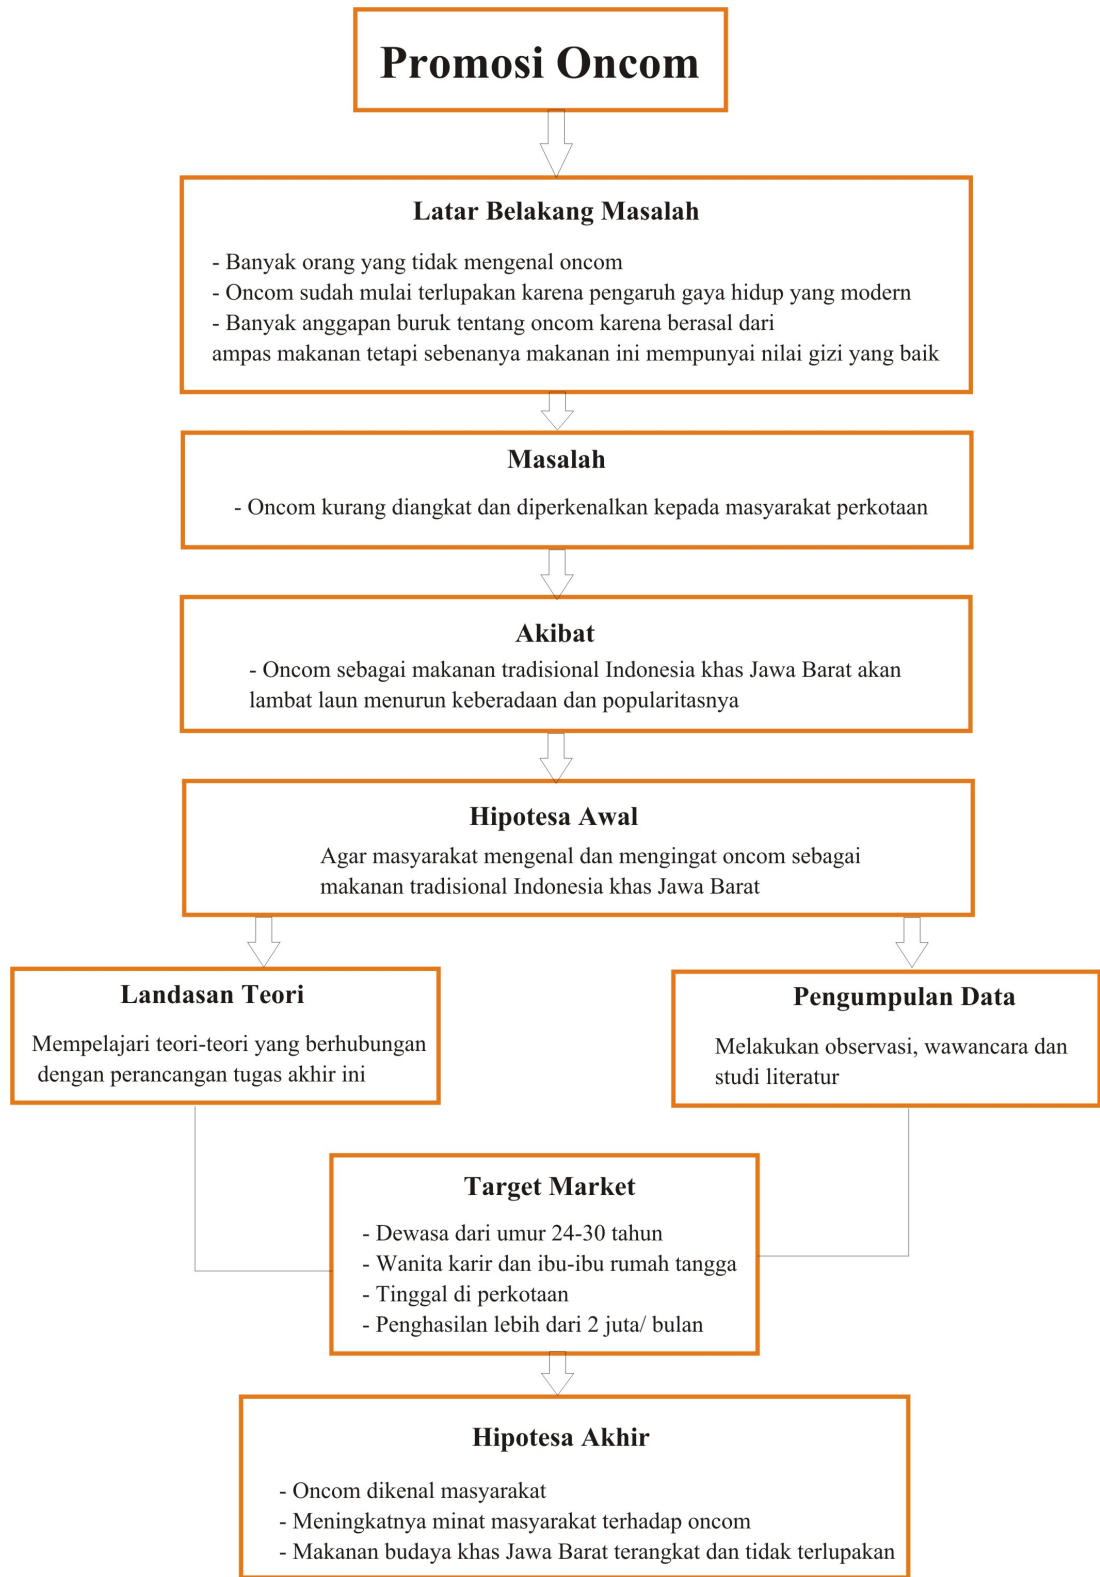 Promosi Oncom
Latar Belakang Masalah
- Banyak orang yang tidak mengenal oncom
- Oncom sudah mulai terlupakan karena pengaruh gaya hidup yang modern
- Banyak anggapan buruk tentang oncom karena berasal dari
ampas makanan tetapi sebenanya makanan ini mempunyai nilai gizi yang baik
Masalah
- Oncom kurang diangkat dan diperkenalkan kepada masyarakat perkotaan
Akibat
- Oncom sebagai makanan tradisional Indonesia khas Jawa Barat akan
lambat laun menurun keberadaan dan popularitasnya
Hipotesa Awal
Agar masyarakat mengenal dan mengingat oncom sebagai
makanan tradisional Indonesia khas Jawa Barat
Landasan Teori
Mempelajari teori-teori yang berhubungan
dengan perancangan tugas akhir ini
Pengumpulan Data
Melakukan observasi, wawancara dan
studi literatur
Target Market
- Dewasa dari umur 24-30 tahun
- Wanita karir dan ibu-ibu rumah tangga
- Tinggal di perkotaan
- Penghasilan lebih dari 2 juta/ bulan
Hipotesa Akhir
- Oncom dikenal masyarakat
- Meningkatnya minat masyarakat terhadap oncom
- Makanan budaya khas Jawa Barat terangkat dan tidak terlupakan